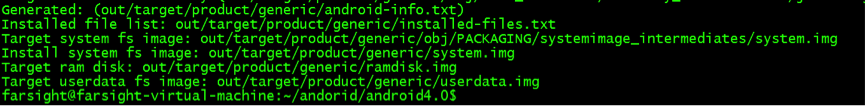 Generated: (out/target/product/generic/android-info.txt)
Installed file list: out/target/product/generic/installed-files.txt
Target system fs image: out/target/product/generic/obj/PACKAGING/systemimage_intermediates/system.img
Install system fs image: out/target/product/generic/system.img
Target ram disk: out/target/product/generic/ramdisk.img
Target userdata fs image: out/target/product/generic/userdata.img
farsight@farsight-virtual-machine:~/andorid/android4.0$